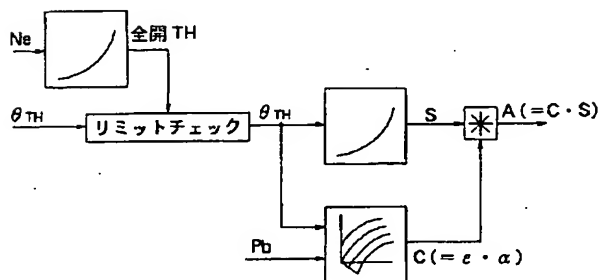 Ne
全開 TH
θTH
リミットチェック
θTH
S
A(=C・S)
Pb
C(=ε・α)